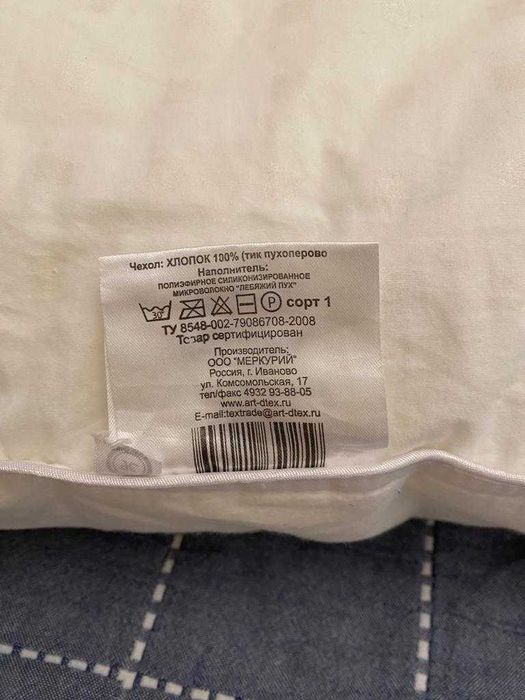 Чехол: ХЛОПОК 100% (тик пухоперово
Наполнитель:
ПОЛИЭФИРНОЕ СИЛИКОНИЗИРОВАННОЕ
МИКРОВОЛОКНО "ЛЕБЯЖИЙ ПУХ"
30° P сорт 1
ТУ 8548-002-79086708-2008
Товар сертифицирован
Производитель:
ООО "МЕРКУРИЙ"
Россия, г. Иваново
ул. Комсомольская, 17
тел/факс 4932 93-88-05
www.art-dtex.ru
E-mail:textrade@art-dtex.ru